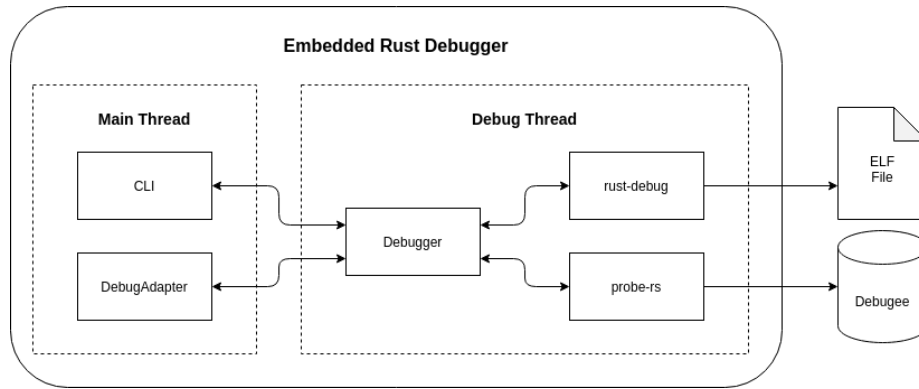 Embedded Rust Debugger
Main Thread
Debug Thread
CLI
DebugAdapter
Debugger
rust-debug
probe-rs
ELF
File
Debugee